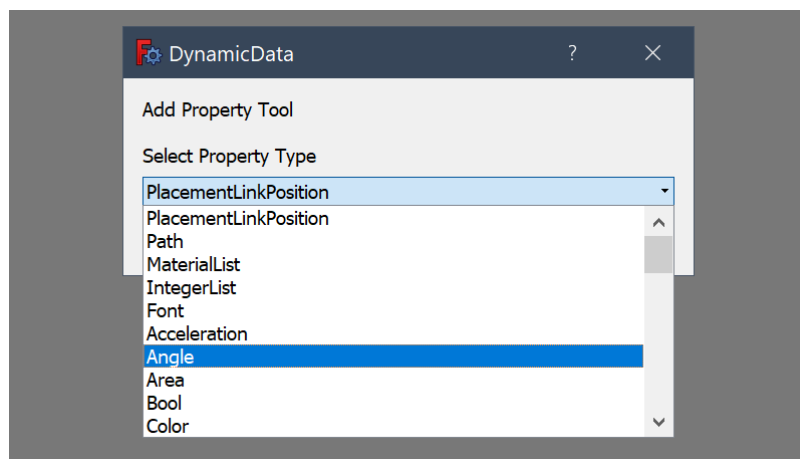 DynamicData ?
Add Property Tool
Select Property Type
PlacementLinkPosition
PlacementLinkPosition
Path
MaterialList
IntegerList
Font
Acceleration
Angle
Area
Bool
Color